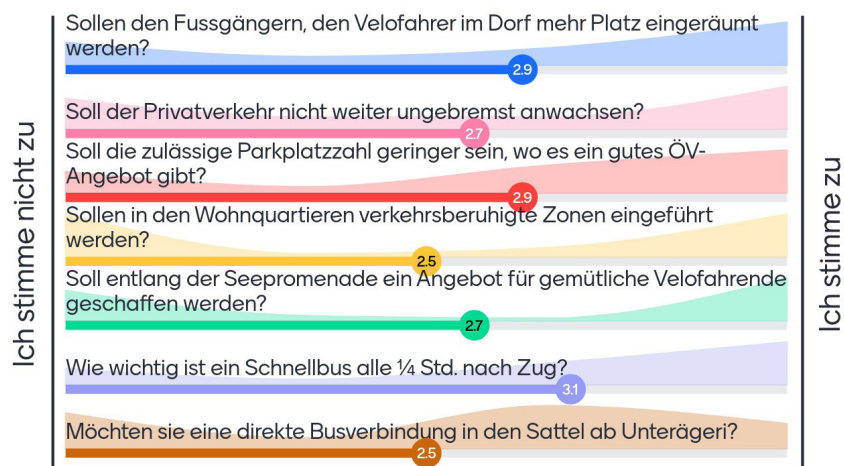 Sollen den Fussgängern, den Velofahrer im Dorf mehr Platz eingeräumt
werden?
2.9
Soll der Privatverkehr nicht weiter ungebremst anwachsen?
2.7
Soll die zulässige Parkplatzzahl geringer sein, wo es ein gutes ÖV-
Angebot gibt?
2.9
Sollen in den Wohnquartieren verkehrsberuhigte Zonen eingeführt
werden?
2.5
Soll entlang der Seepromenade ein Angebot für gemütliche Velofahrende
geschaffen werden?
2.7
Wie wichtig ist ein Schnellbus alle ¼ Std. nach Zug?
3.1
Möchten sie eine direkte Busverbindung in den Sattel ab Unterägeri?
2.5
Ich stimme nicht zu
Ich stimme zu